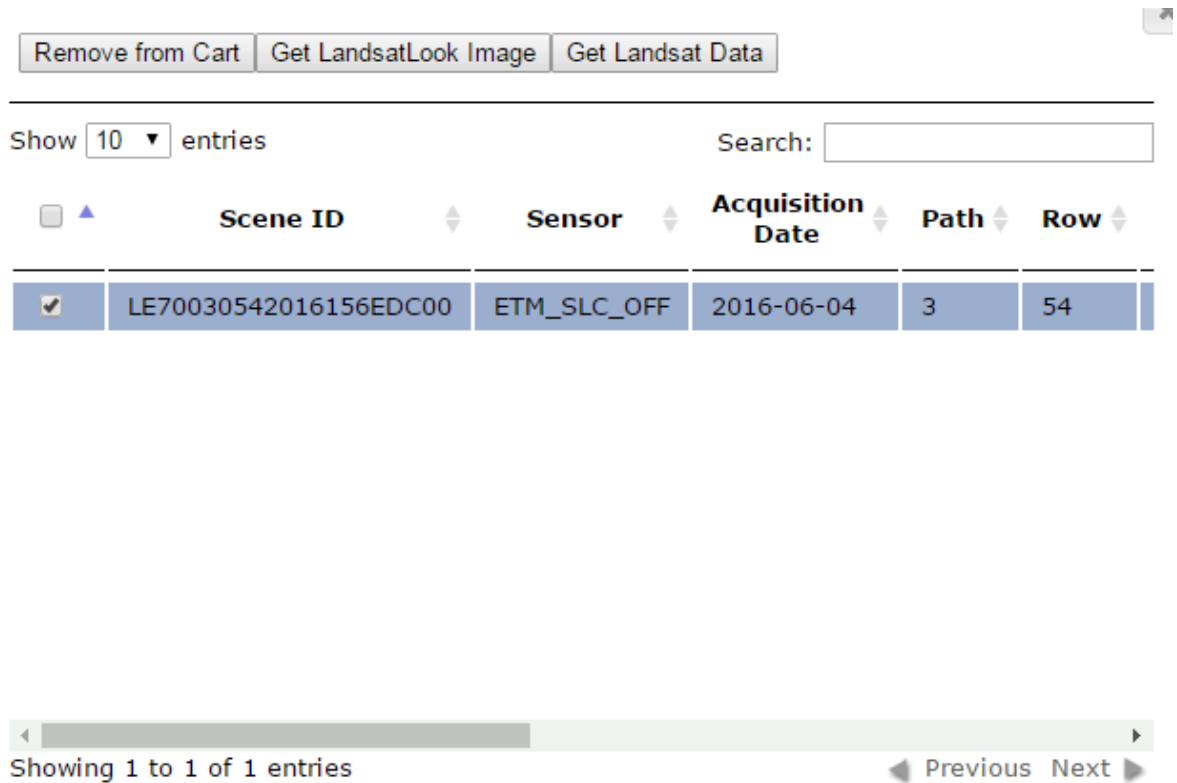 Remove from Cart Get LandsatLook Image Get Landsat Data
Show 10 entries Search:
Scene ID Sensor Acquisition Date Path Row
LE70030542016156EDC00 ETM_SLC_OFF 2016-06-04 3 54
Showing 1 to 1 of 1 entries Previous Next